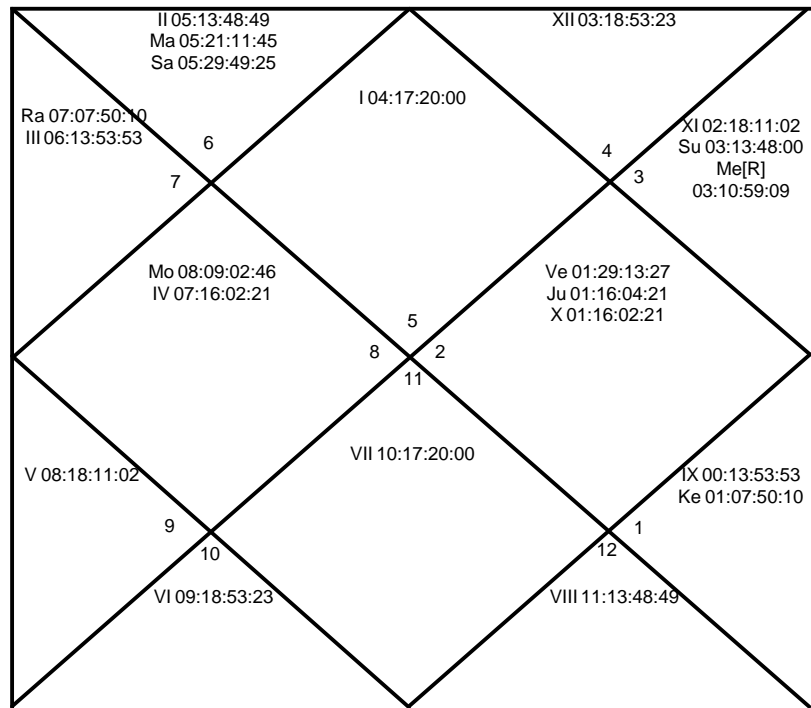 II 05:13:48:49
Ma 05:21:11:45
Sa 05:29:49:25
XII 03:18:53:23
I 04:17:20:00
Ra 07:07:50:10
III 06:13:53:53
XI 02:18:11:02
Su 03:13:48:00
Me[R]
03:10:59:09
6
4
7
3
Mo 08:09:02:46
IV 07:16:02:21
Ve 01:29:13:27
Ju 01:16:04:21
X 01:16:02:21
5
8
2
11
VII 10:17:20:00
V 08:18:11:02
IX 00:13:53:53
Ke 01:07:50:10
9
1
10
12
VI 09:18:53:23
VIII 11:13:48:49